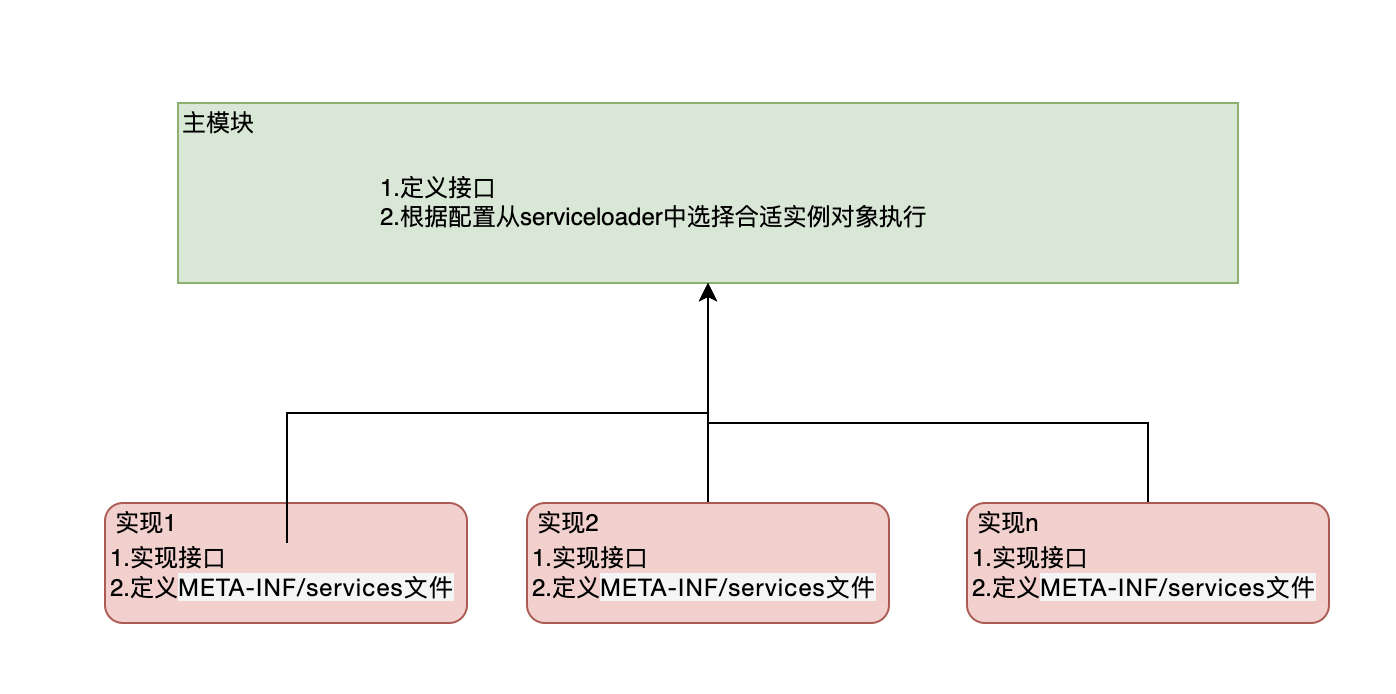 主模块
1.定义接口
2.根据配置从serviceloader中选择合适实例对象执行
实现1
1.实现接口
2.定义META-INF/services文件
实现2
1.实现接口
2.定义META-INF/services文件
实现n
1.实现接口
2.定义META-INF/services文件